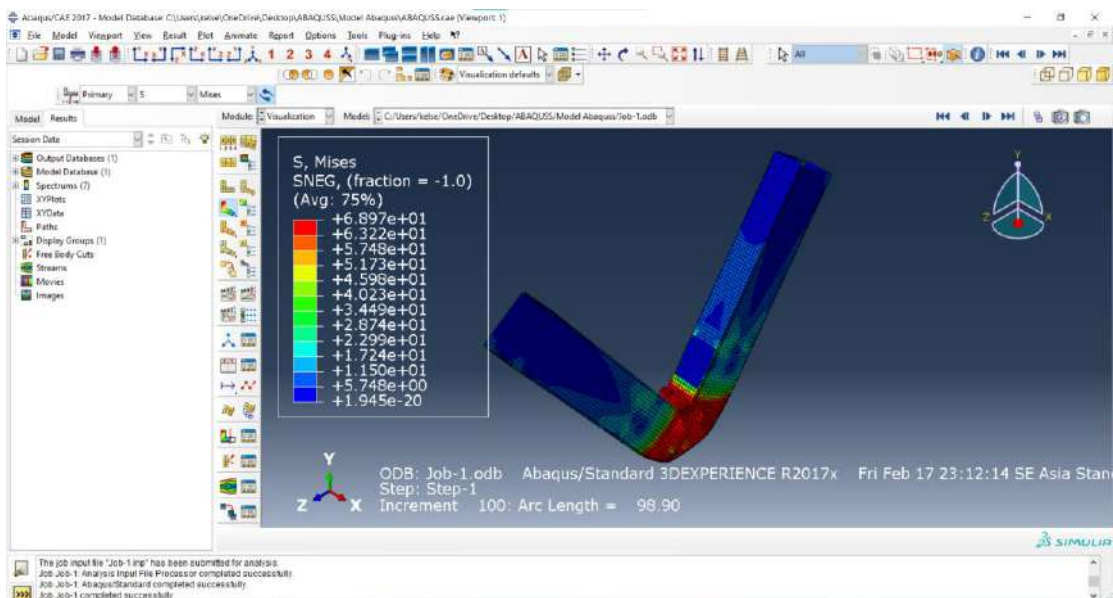 Abaqus/CAE 2017 - Model Database: C:\Users\kelse\OneDrive\Desktop\ABAQUSS\Model Abaquss\ABAQUSS.cae [Viewport: 1]
File Model Viewport View Result Plot Animate Report Options Tools Plug-ins Help
1 2 3 4 A All
Visualization defaults
Primary S Mises
Model Results Module: Visualization Model: C:/Users/kelse/OneDrive/Desktop/ABAQUSS/Model Abaquss/Job-1.odb
Session Data
Output Databases (1)
Model Database (1)
Spectrums (7)
XYPlots
XYData
Paths
Display Groups (1)
Free Body Cuts
Streams
Movies
Images
S, Mises
SNEG, (fraction = -1.0)
(Avg: 75%)
+6.897e+01
+6.322e+01
+5.748e+01
+5.173e+01
+4.598e+01
+4.023e+01
+3.449e+01
+2.874e+01
+2.299e+01
+1.724e+01
+1.150e+01
+5.748e+00
+1.945e-20
Y
Z X
Y
Z X
ODB: Job-1.odb Abaqus/Standard 3DEXPERIENCE R2017x Fri Feb 17 23:12:14 SE Asia Stan
Step: Step-1
Increment 100: Arc Length = 98.90
SIMULIA
The job input file "Job-1.inp" has been submitted for analysis.
Job Job-1: Analysis Input File Processor completed successfully.
Job Job-1: Abaqus/Standard completed successfully.
Job Job-1 completed successfully.